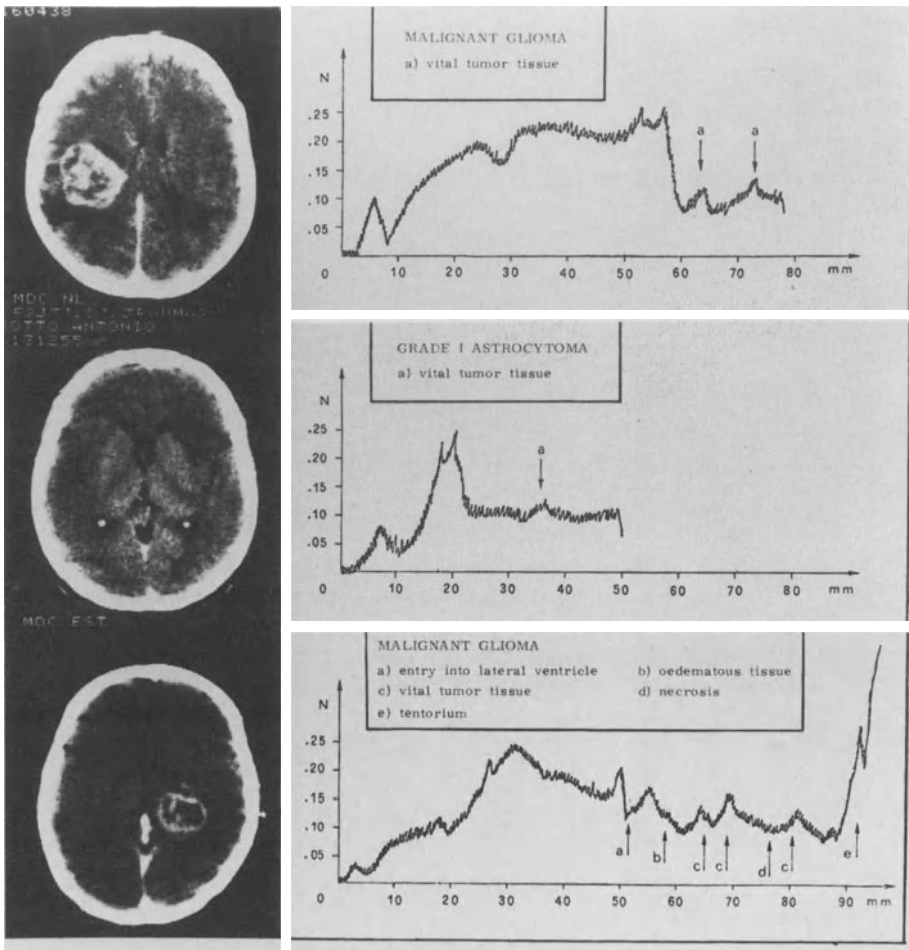 160438
MDC NL
OTTO ANTONIO
131255
MDC EST
MALIGNANT GLIOMA
a) vital tumor tissue
N
.25
.20
.15
.10
.05
a a
0 10 20 30 40 50 60 70 80 mm
GRADE I ASTROCYTOMA
a) vital tumor tissue
N
.25
.20
.15
.10
.05
a
0 10 20 30 40 50 60 70 80 mm
MALIGNANT GLIOMA
a) entry into lateral ventricle b) oedematous tissue
c) vital tumor tissue d) necrosis
e) tentorium
N
.25
.20
.15
.10
.05
a b c c d c e
0 10 20 30 40 50 60 70 80 90 mm